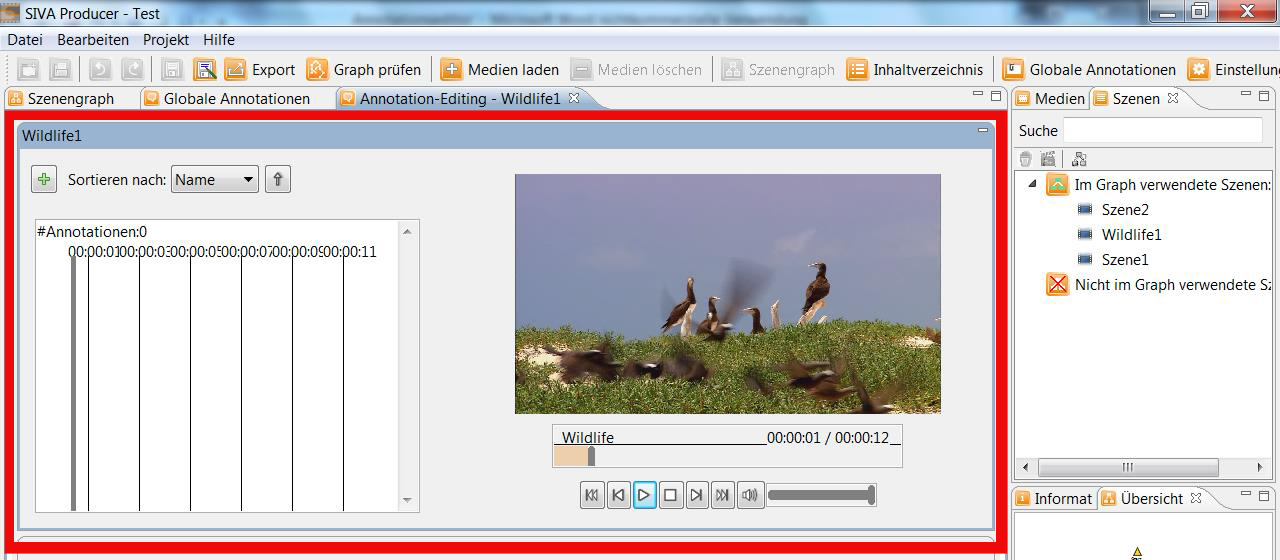 SIVA Producer - Test
Datei Bearbeiten Projekt Hilfe
Export Graph prüfen Medien laden Medien löschen Szenengraph Inhaltverzeichnis Globale Annotationen
Szenengraph Globale Annotationen Annotation-Editing - Wildlife1 Medien Szenen
Wildlife1
Suche
Sortieren nach: Name
Im Graph verwendete Szenen:
Szene2
#Annotationen:0
Wildlife1
00:00:01 00:00:03 00:00:05 00:00:07 00:00:09 00:00:11
Szene1
Nicht im Graph verwendete
Wildlife 00:00:01 / 00:00:12
Informat Übersicht